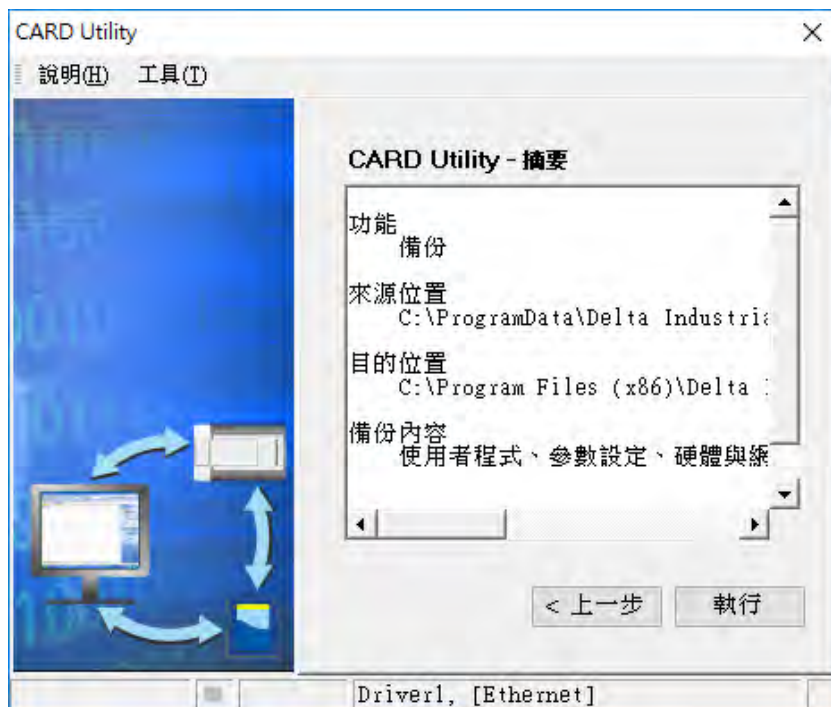 CARD Utility
說明(H) 工具(T)
CARD Utility - 摘要
功能
備份
來源位置
C:\ProgramData\Delta Industria
目的位置
C:\Program Files (x86)\Delta
備份內容
使用者程式、參數設定、硬體與網
< 上一步 執行
Driver1, [Ethernet]